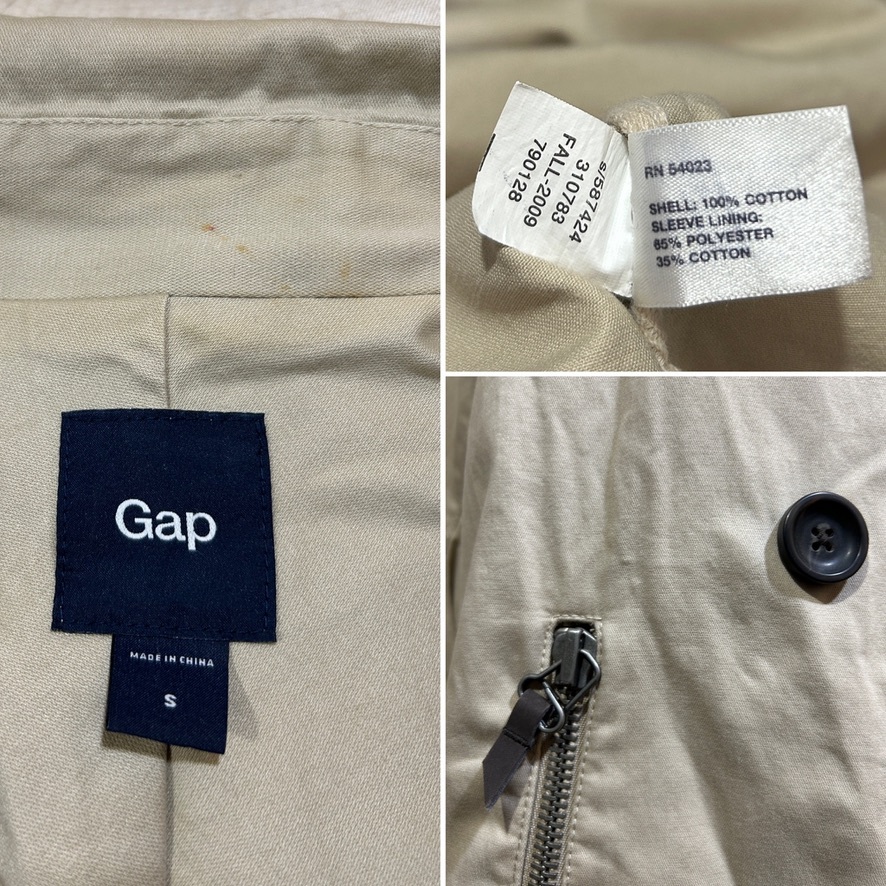 Gap
MADE IN CHINA
S
s/587424
310783
FALL-2009
790128
RN 54023
SHELL: 100% COTTON
SLEEVE LINING:
65% POLYESTER
35% COTTON